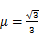 μ = √3/3